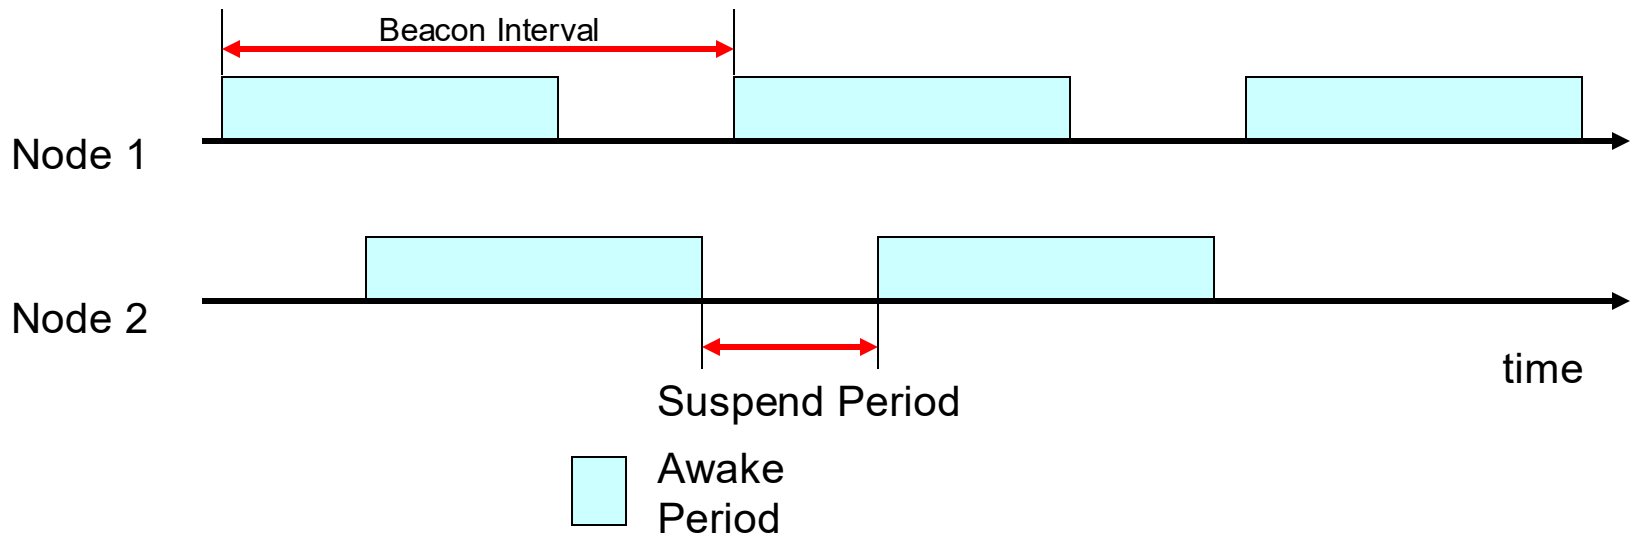 Beacon Interval
Node 1
Node 2
time
Suspend Period
Awake
Period